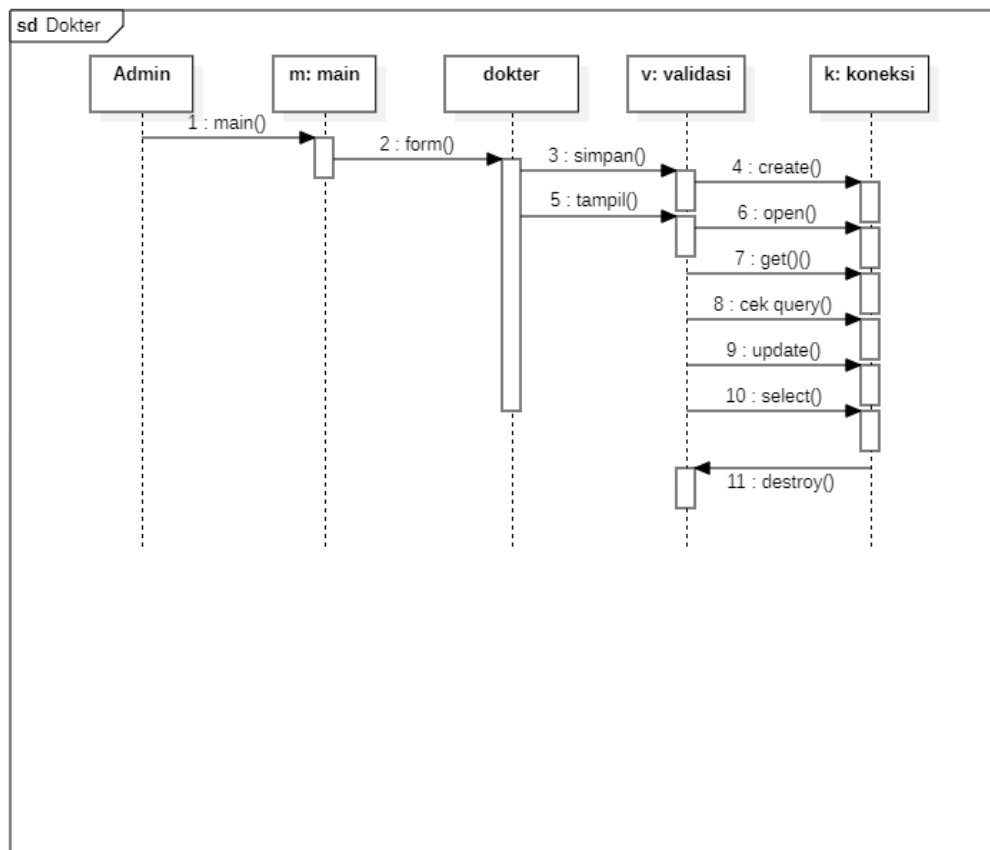 sd Dokter
Admin
m: main
dokter
v: validasi
k: koneksi
1 : main()
2 : form()
3 : simpan()
4 : create()
5 : tampil()
6 : open()
7 : get()()
8 : cek query()
9 : update()
10 : select()
11 : destroy()